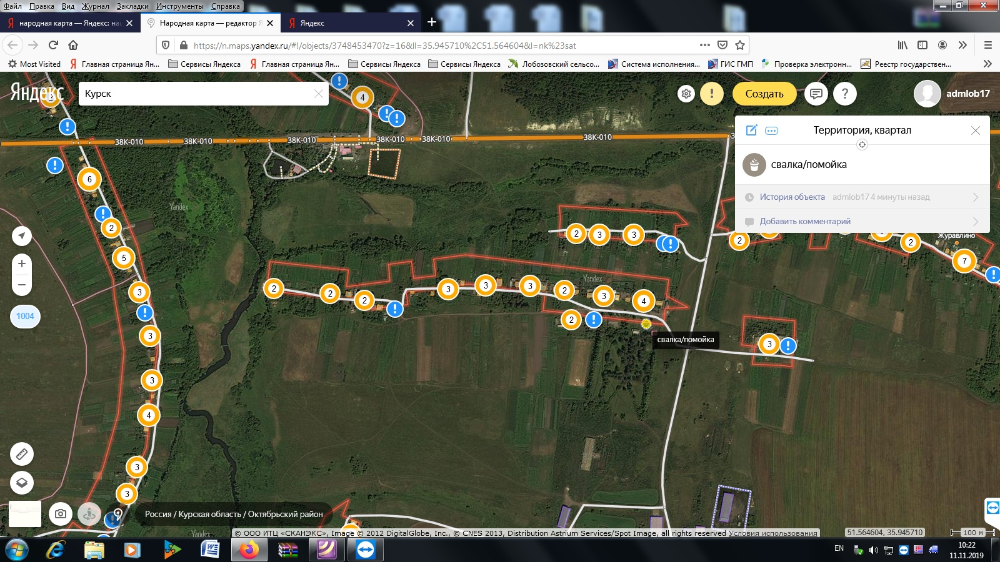 Файл Правка Вид Журнал Закладки Инструменты Справка
Я народная карта — Яндекс: на
Народная карта — редактор Я
Я Яндекс
https://n.maps.yandex.ru/#!/objects/3748453470?z=16&ll=35.945710%2C51.564604&l=nk%23sat
Most Visited
Я Главная страница Ян...
Сервисы Яндекса
Я Главная страница Ян...
Сервисы Яндекса
Сервисы Яндекса
Лобозовский сельсо...
Система исполнения...
ГИС ГМП
Проверка электронн...
Реестр государствен...
Яндекс
Курск
Создать
admlob17
Территория, квартал
свалка/помойка
История объекта admlob17 4 минуты назад
Добавить комментарий
4
38К-010 38К-010 38К-010 38К-010 38К-010 38К-010
6
Yandex
2
2 3 3
2
2
Журавлино
5
7
Yandex
2 2 2 3 3 3 2 3 4
3
1004
2
свалка/помойка
3
3
3
4
3
3
Россия / Курская область / Октябрьский район
Yandex
© ООО ИТЦ «СКАНЭКС», Image © 2012 DigitalGlobe, Inc., © CNES 2013, Distribution Astrium Services/Spot Image, all rights reserved Условия использования
51.564604, 35.945710
100 м
EN
10:22
11.11.2019